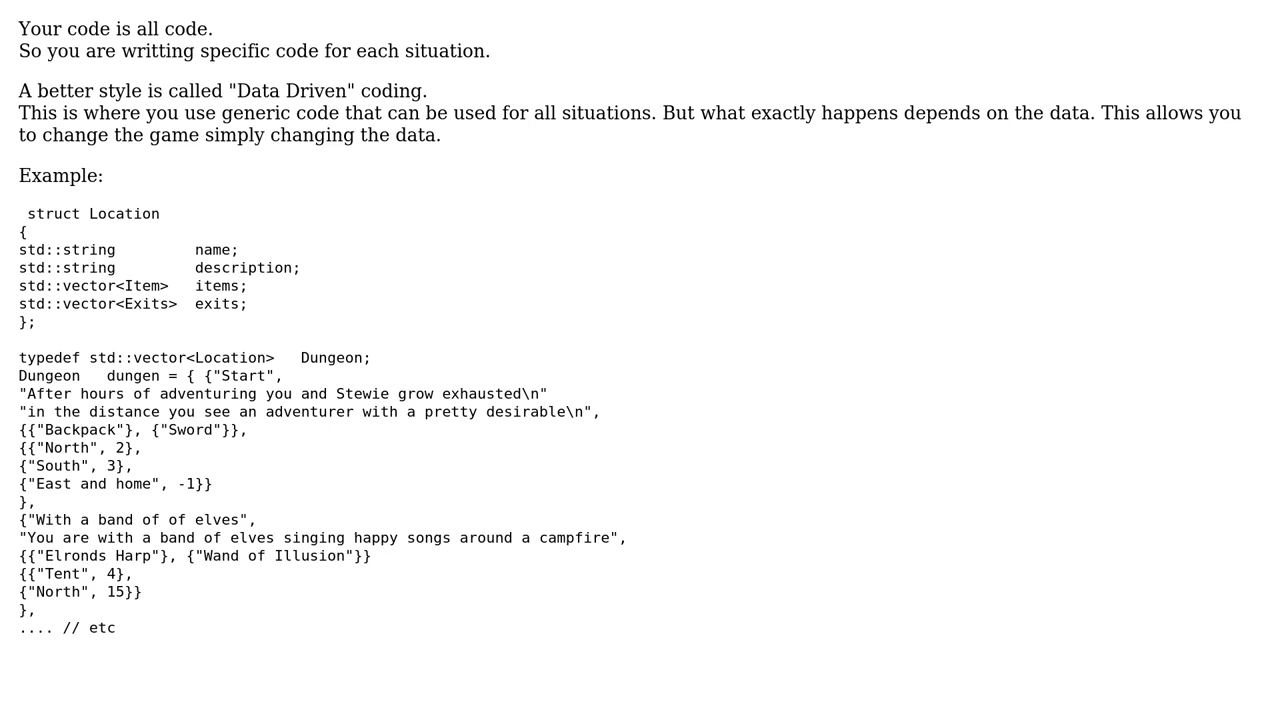 Your code is all code.
So you are writting specific code for each situation.
A better style is called "Data Driven" coding.
This is where you use generic code that can be used for all situations. But what exactly happens depends on the data. This allows you
to change the game simply changing the data.
Example:
struct Location
{
std::string         name;
std::string         description;
std::vector<Item>   items;
std::vector<Exits>  exits;
};
typedef std::vector<Location>   Dungeon;
Dungeon   dungen = { {"Start",
"After hours of adventuring you and Stewie grow exhausted\n"
"in the distance you see an adventurer with a pretty desirable\n",
{{"Backpack"}, {"Sword"}},
{{"North", 2},
{"South", 3},
{"East and home", -1}}
},
{"With a band of of elves",
"You are with a band of elves singing happy songs around a campfire",
{{"Elronds Harp"}, {"Wand of Illusion"}}
{{"Tent", 4},
{"North", 15}}
},
.... // etc